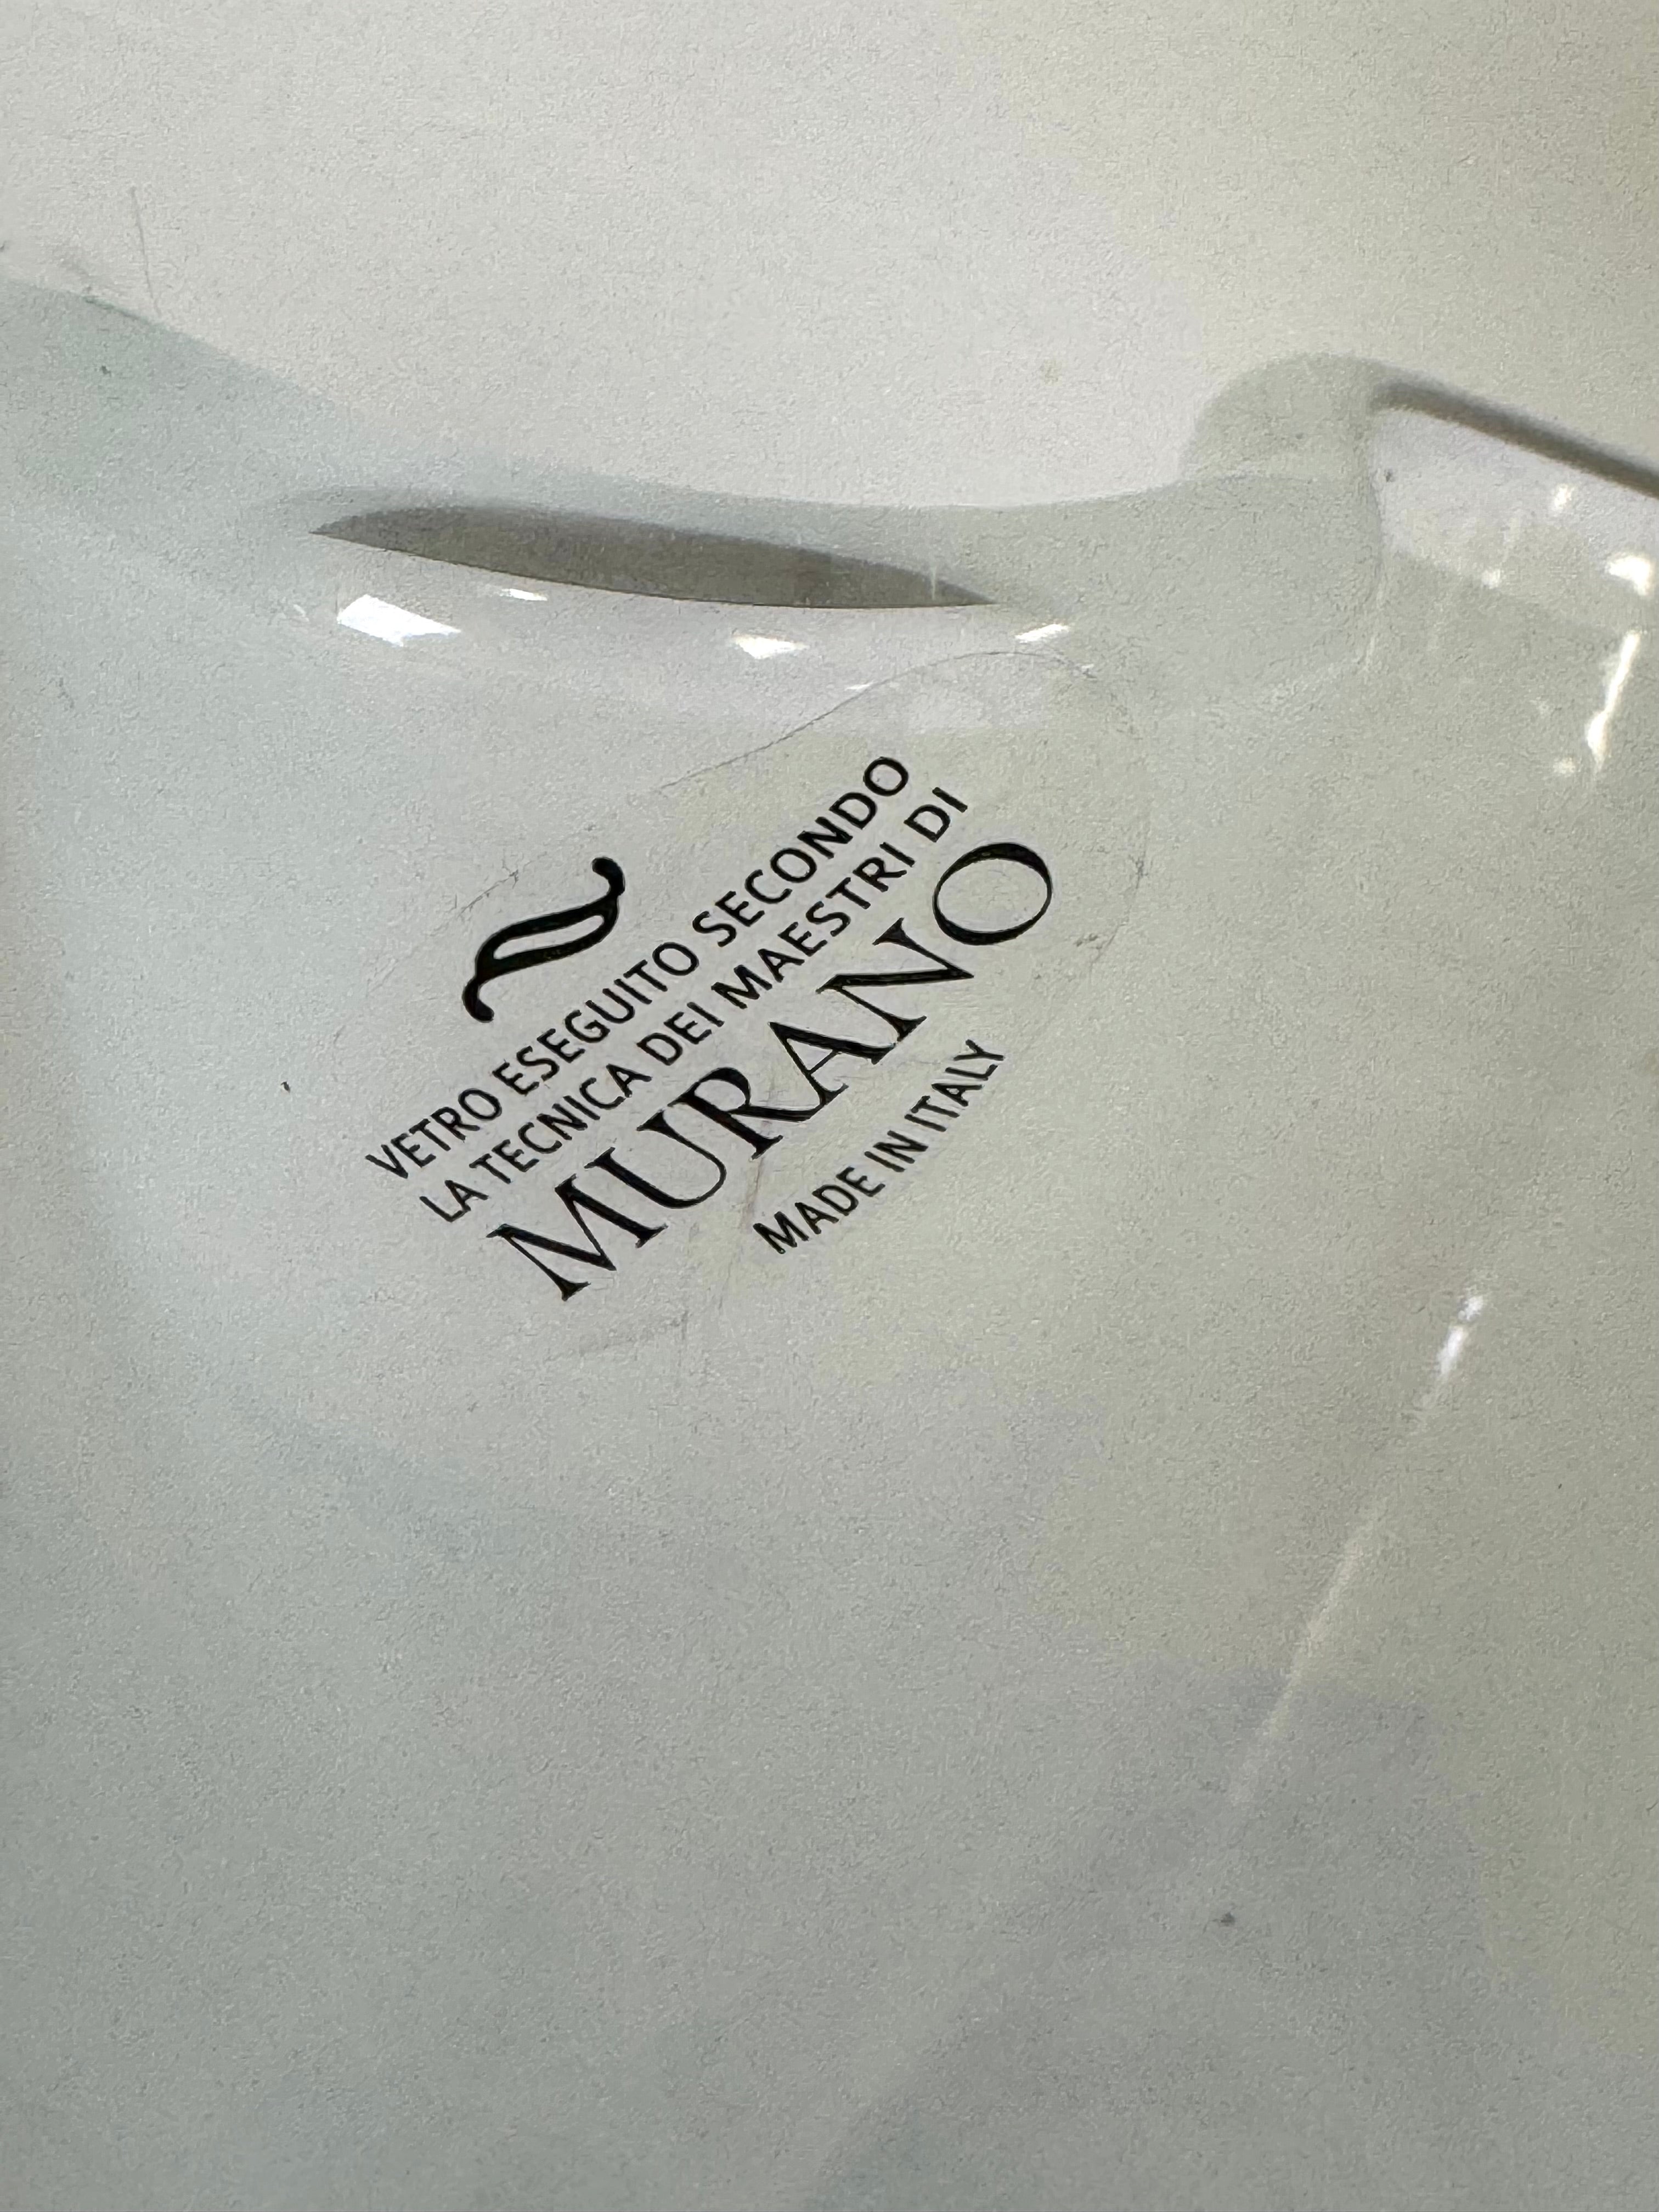 VETRO ESEGUITO SECONDO
LA TECNICA DEI MAESTRI DI
MURANO
MADE IN ITALY